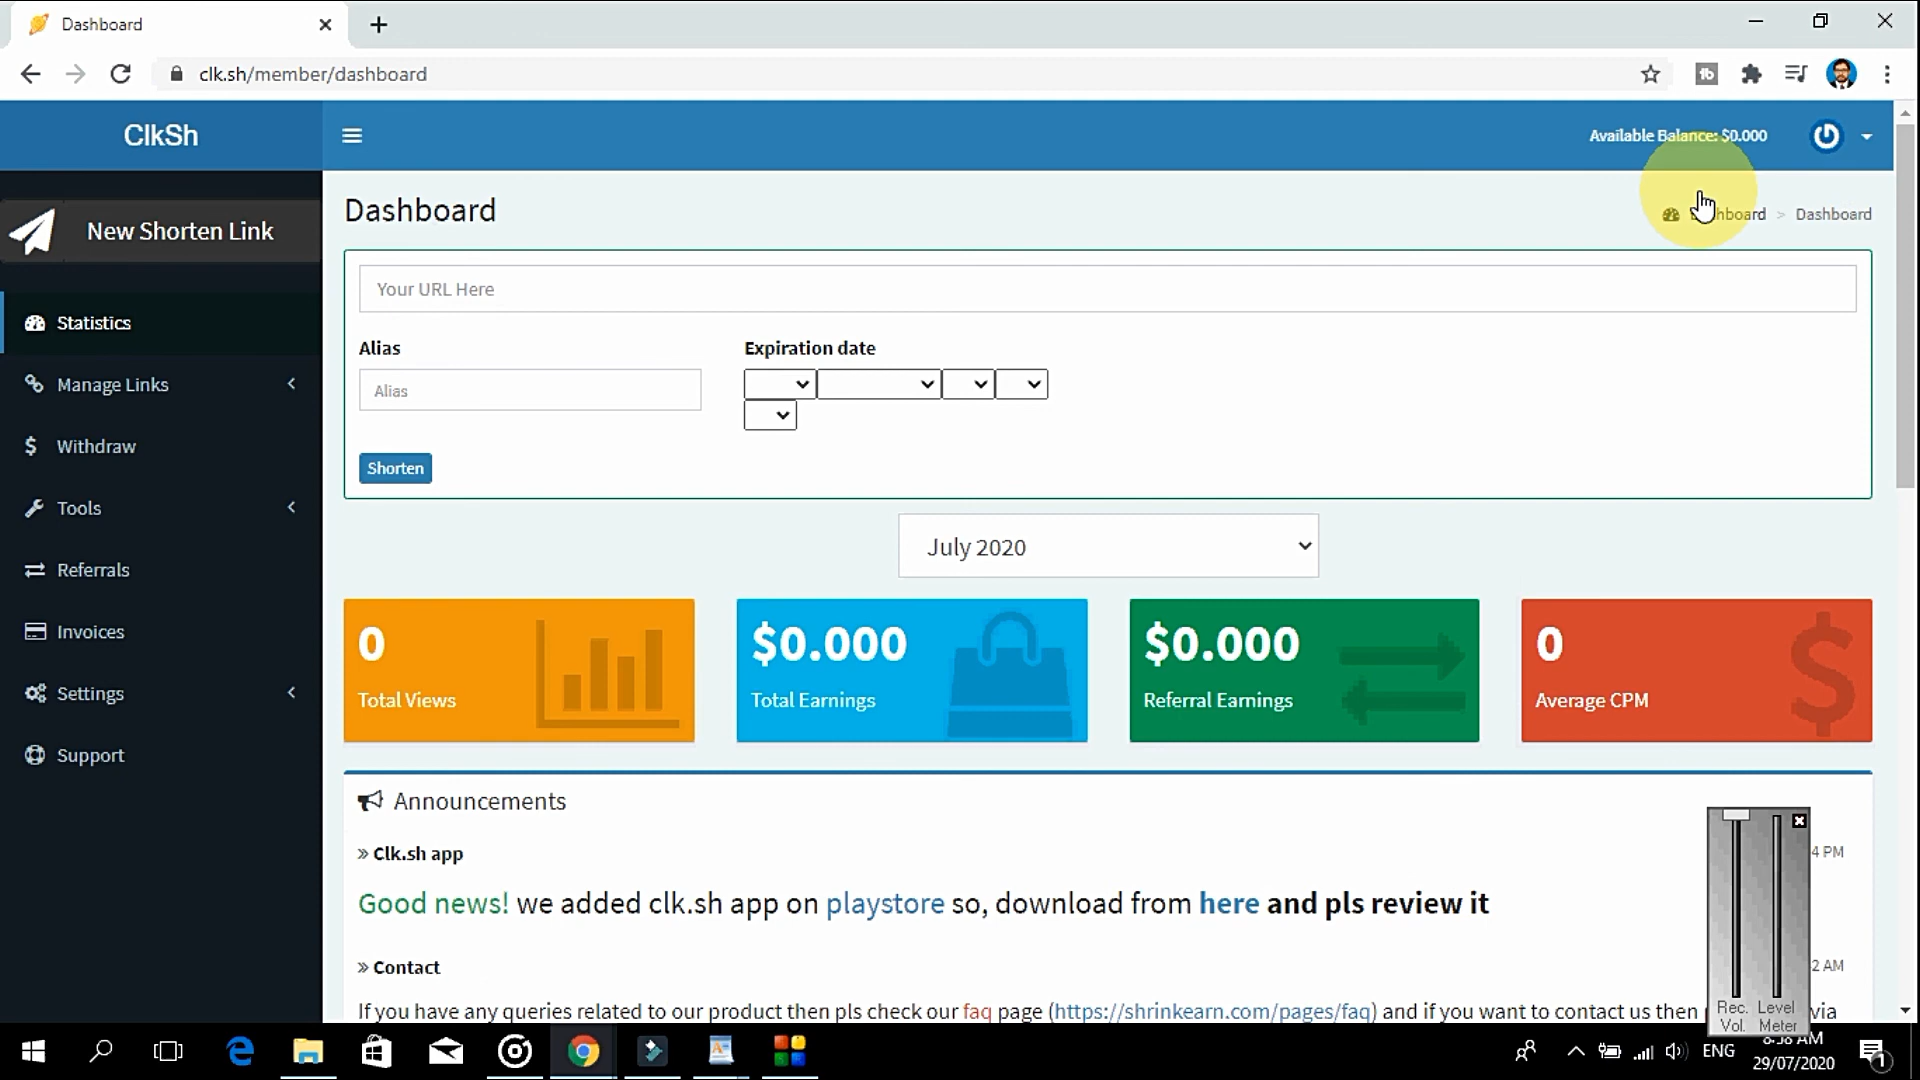 Dashboard
clk.sh/member/dashboard
ClkSh
Available Balance: $0.000
New Shorten Link
Dashboard
> Dashboard
Your URL Here
Statistics
Alias
Expiration date
Manage Links
Alias
Withdraw
Shorten
Tools
July 2020
Referrals
Invoices
0
$0.000
$0.000
0
Settings
Total Views
Total Earnings
Referral Earnings
Average CPM
Support
Announcements
» Clk.sh app
4 PM
Good news! we added clk.sh app on playstore so, download from here and pls review it
» Contact
2 AM
If you have any queries related to our product then pls check our faq page (https://shrinkearn.com/pages/faq) and if you want to contact us then via
Rec. Level
Vol. Meter
ENG
29/07/2020
1